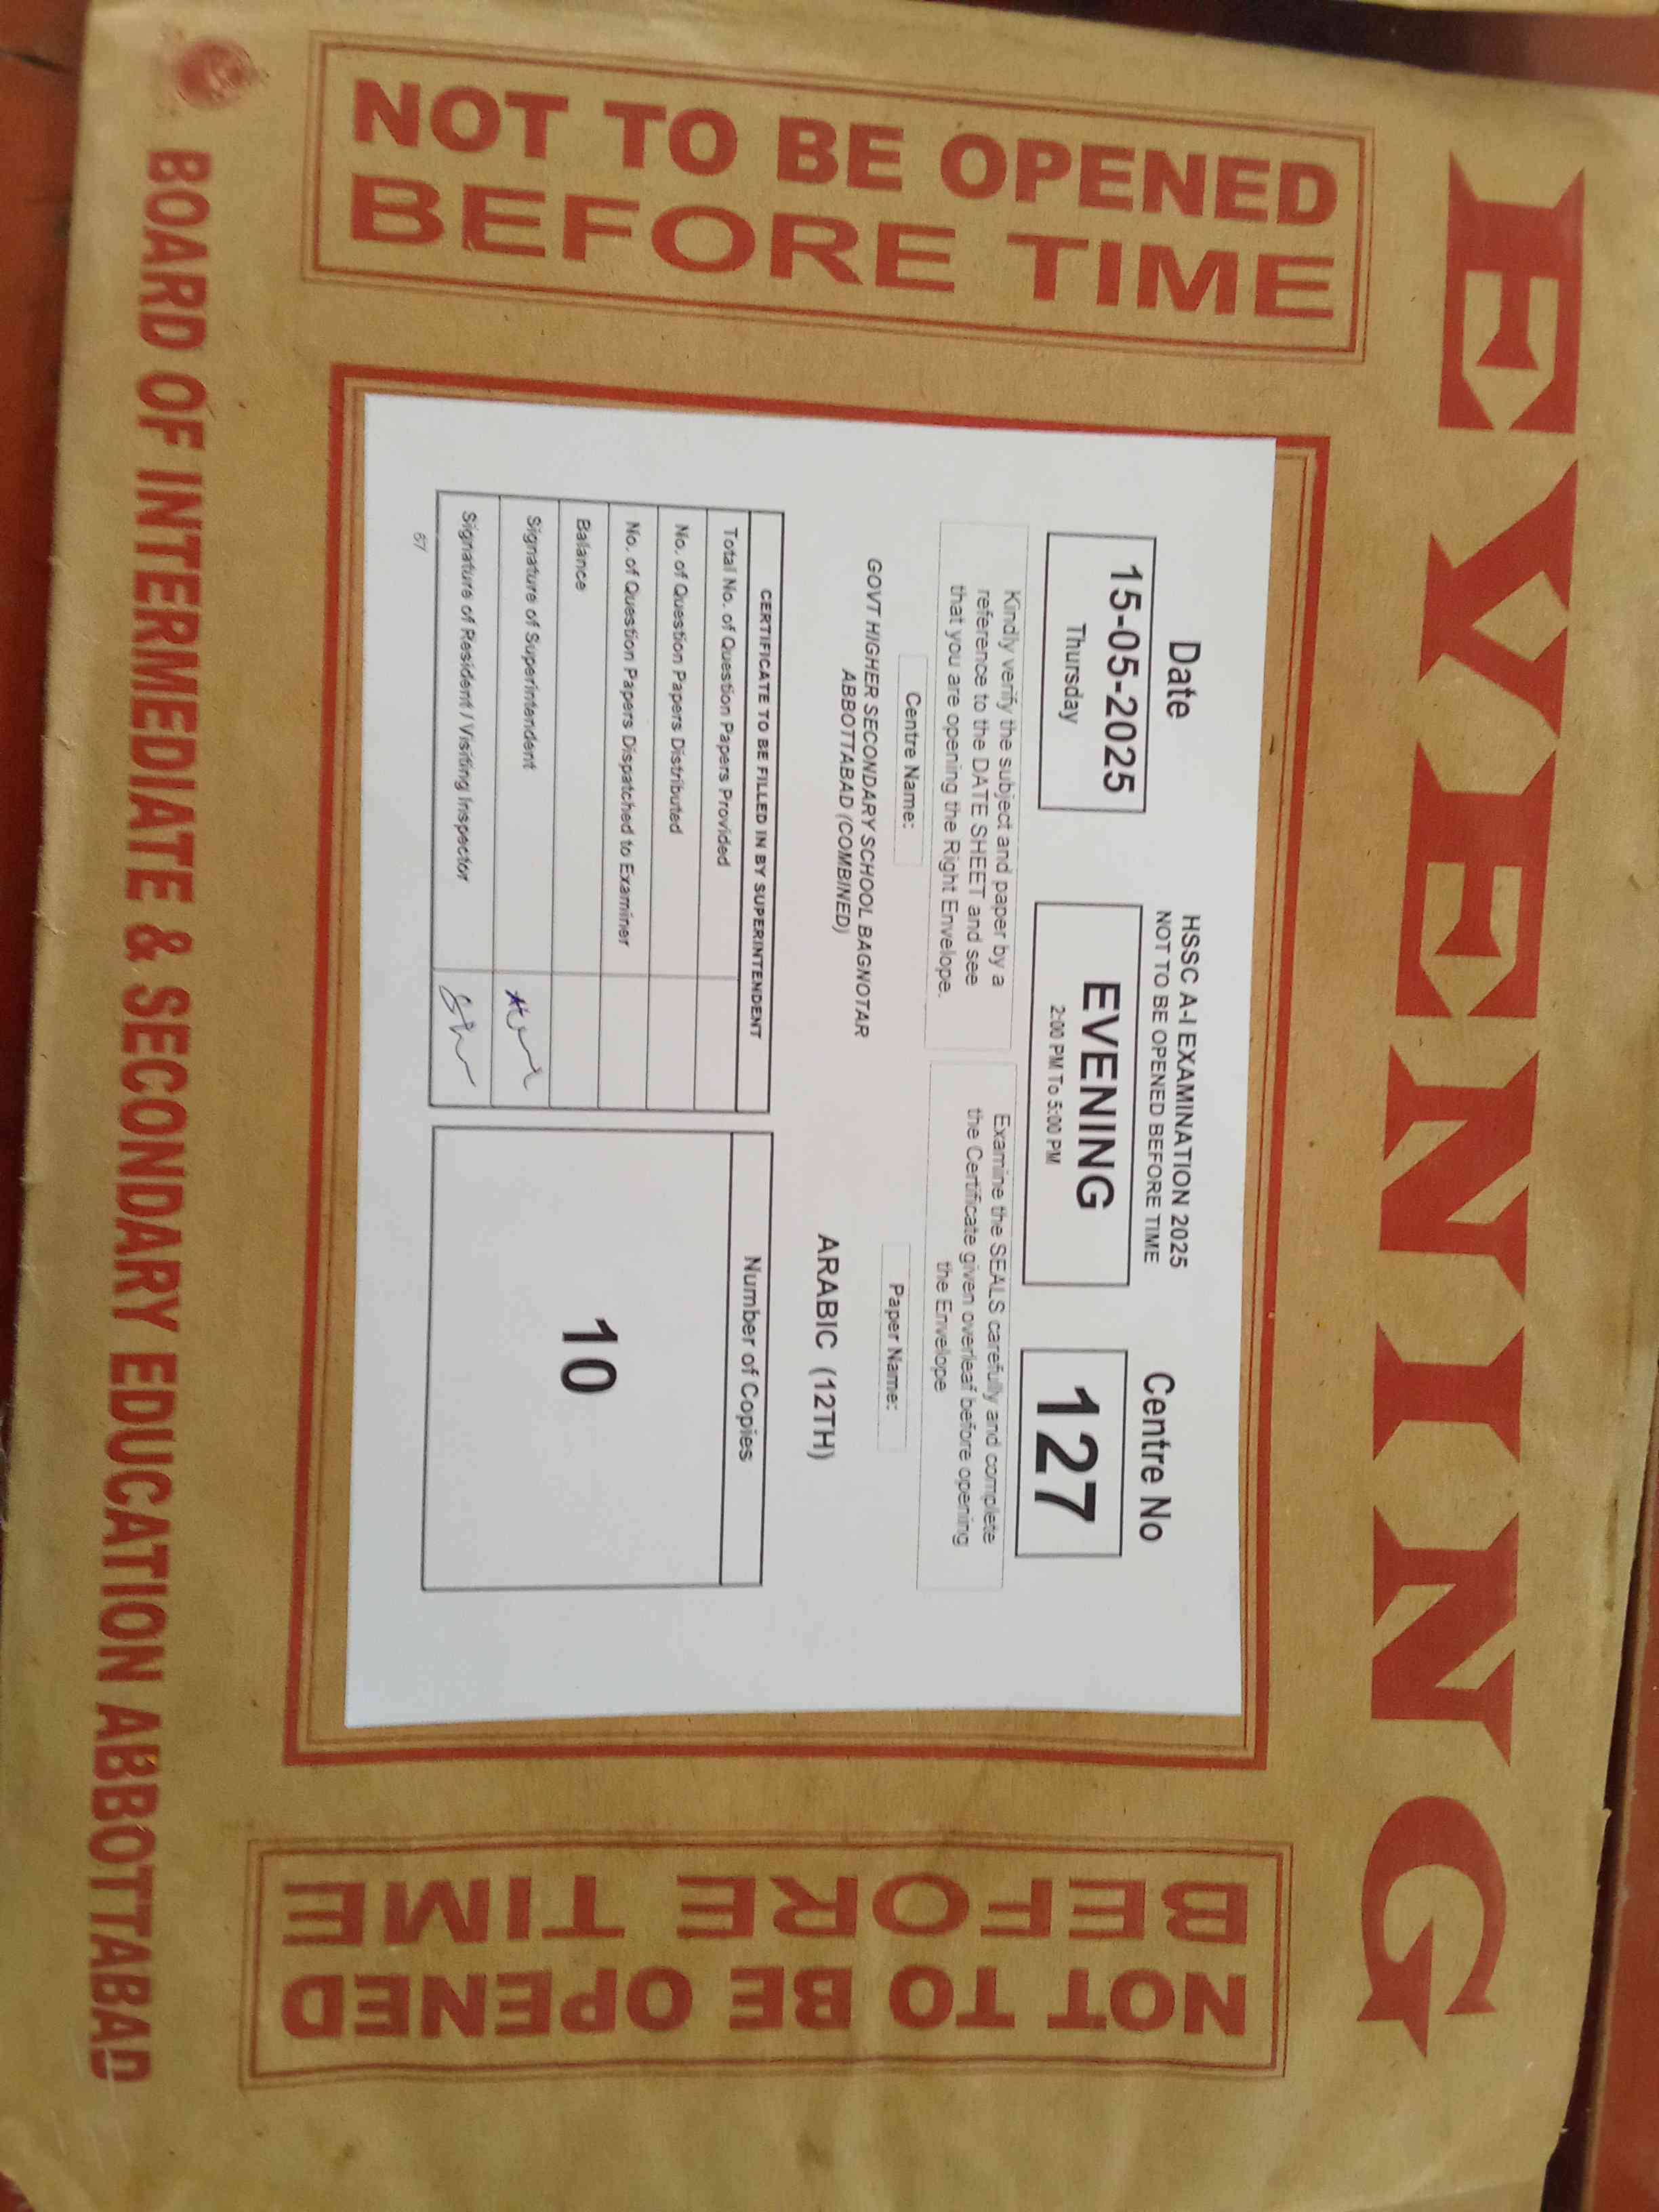 EVENING
NOT TO BE OPENED
BEFORE TIME
Date
15-05-2025
Thursday
HSSC A-I EXAMINATION 2025
NOT TO BE OPENED BEFORE TIME
EVENING
2:00 PM To 5:00 PM
Centre No
127
Kindly verify the subject and paper by a
reference to the DATE SHEET and see
that you are opening the Right Envelope.
Examine the SEALS carefully and complete
the Certificate given overleaf before opening
the Envelope
Centre Name:
GOVT HIGHER SECONDARY SCHOOL BAGNOTAR
ABBOTTABAD (COMBINED)
Paper Name:
ARABIC (12TH)
CERTIFICATE TO BE FILLED IN BY SUPERINTENDENT
Total No. of Question Papers Provided
No. of Question Papers Distributed
No. of Question Papers Dispatched to Examiner
Balance
Signature of Superintendent
Signature of Resident / Visiting Inspector
Number of Copies
10
67
NOT TO BE OPENED
BEFORE TIME
BOARD OF INTERMEDIATE & SECONDARY EDUCATION ABBOTTABAD